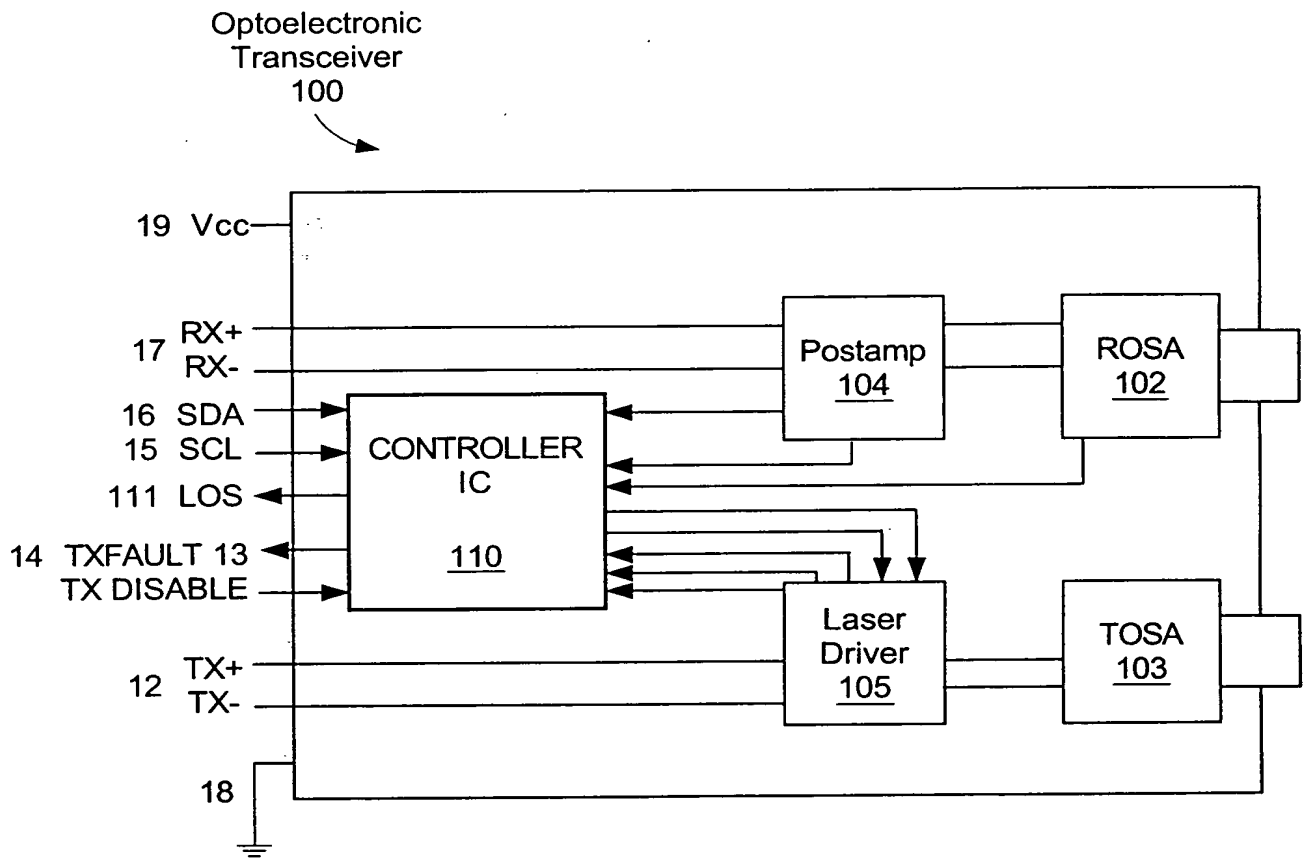 Optoelectronic
Transceiver
100
19 Vcc
RX+
17
RX-
16 SDA
15 SCL
111 LOS
14 TXFAULT 13
TX DISABLE
TX+
12
TX-
18
CONTROLLER
IC
110
Postamp
104
ROSA
102
Laser
Driver
105
TOSA
103